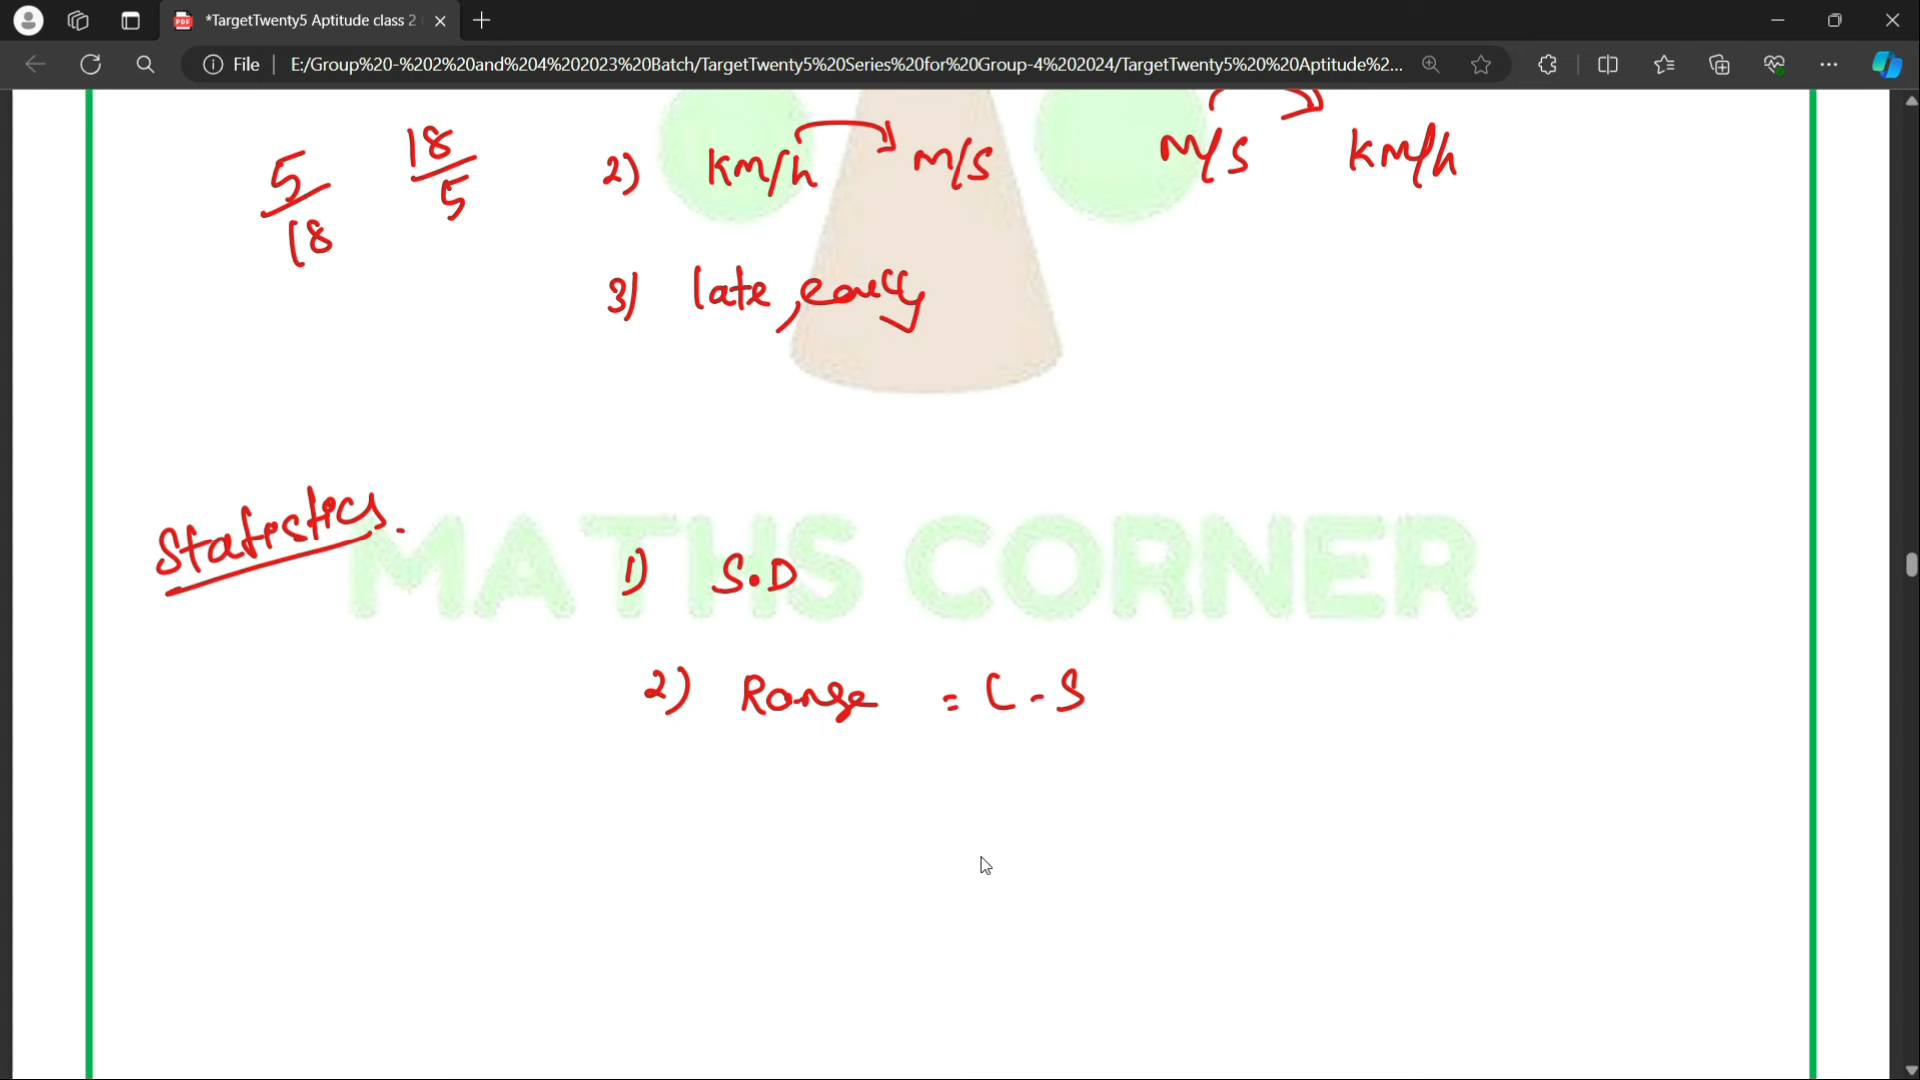 *TargetTwenty5 Aptitude class 2
File
E:/Group%20-%202%20and%204%202023%20Batch/TargetTwenty5%20Series%20for%20Group-4%202024/TargetTwenty5%20%20Aptitude%2...
5/18 18/5 2) KM/h M/S M/S KM/h
3) late, early
Statistics.
MATHS CORNER
1) S.D
2) Range = L - S